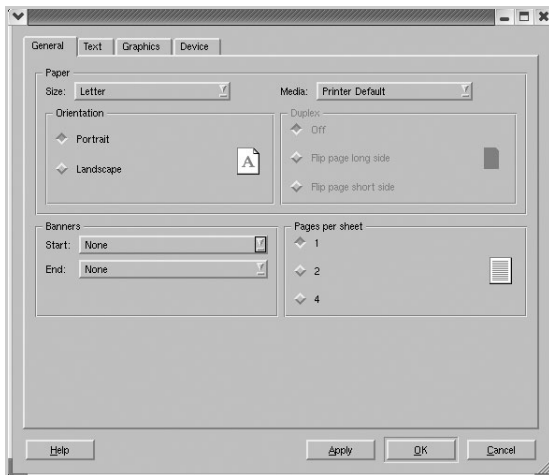 General Text Graphics Device
Paper
Size: Letter Media: Printer Default
Orientation Duplex
Portrait
Landscape
A
Off
Flip page long side
Flip page short side
Banners
Start: None
End: None
Pages per sheet
1
2
4
Help Apply OK Cancel